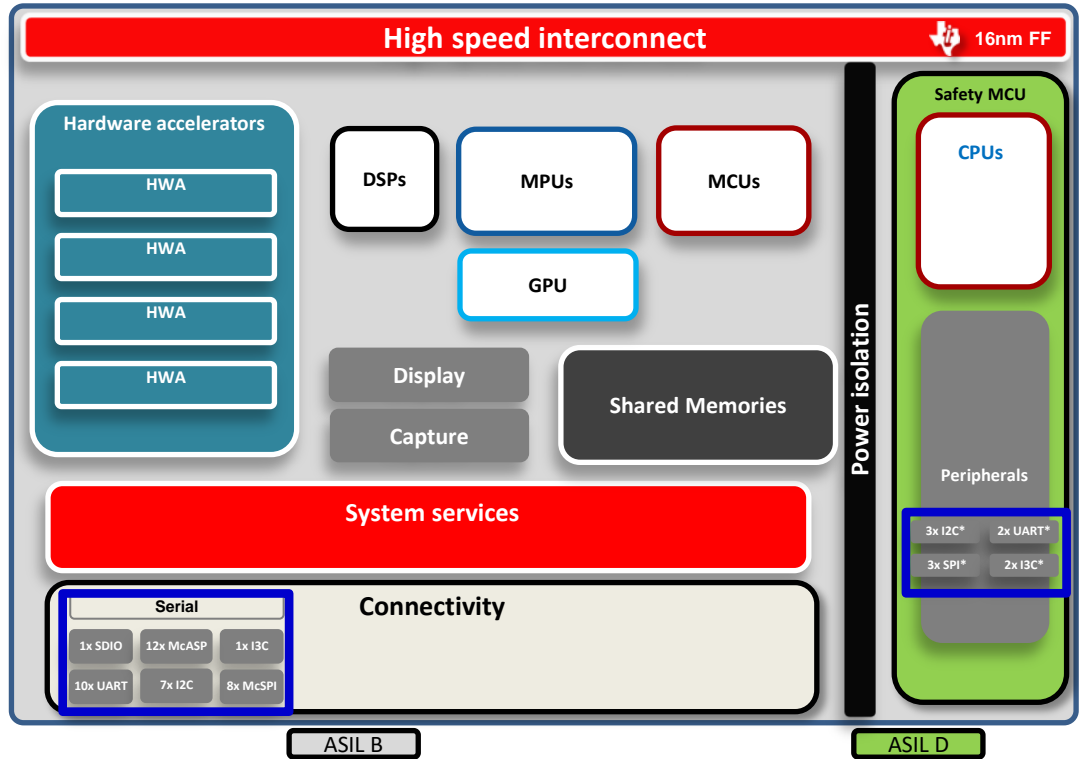 High speed interconnect
16nm FF
Hardware accelerators
HWA
HWA
HWA
HWA
DSPs
MPUs
MCUs
GPU
Display
Capture
Shared Memories
System services
Connectivity
Serial
1x SDIO
12x McASP
1x I3C
10x UART
7x I2C
8x McSPI
Power isolation
Safety MCU
CPUs
Peripherals
3x I2C*
2x UART*
3x SPI*
2x I3C*
ASIL B
ASIL D